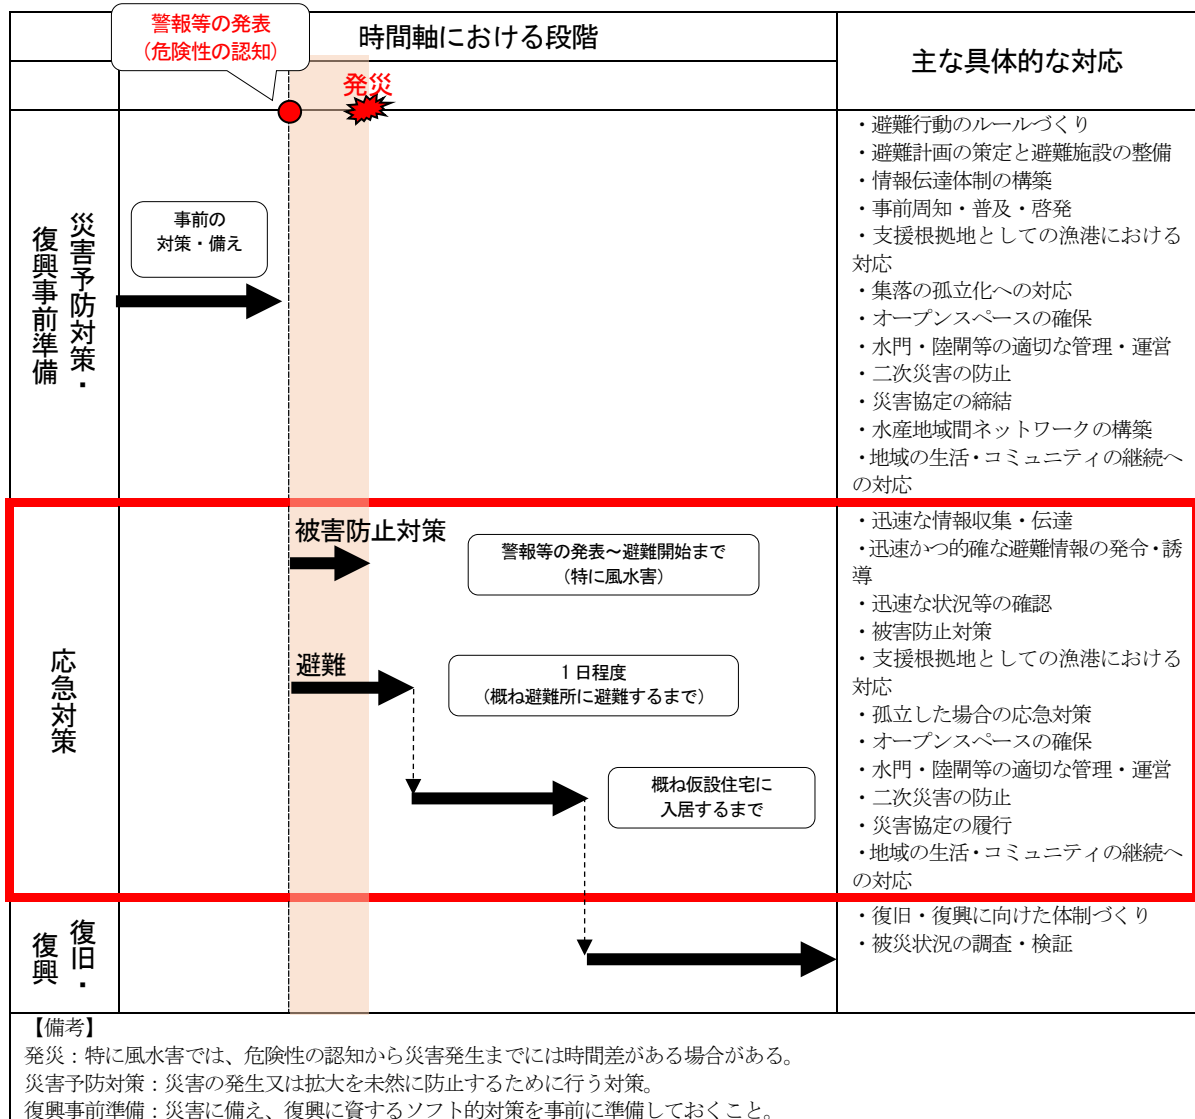 警報等の発表
(危険性の認知)
時間軸における段階
主な具体的な対応
発災
災害予防対策・
復興事前準備
事前の
対策・備え
・避難行動のルールづくり
・避難計画の策定と避難施設の整備
・情報伝達体制の構築
・事前周知・普及・啓発
・支援根拠地としての漁港における
対応
・集落の孤立化への対応
・オープンスペースの確保
・水門・陸閘等の適切な管理・運営
・二次災害の防止
・災害協定の締結
・水産地域間ネットワークの構築
・地域の生活・コミュニティの継続へ
の対応
応急対策
被害防止対策
警報等の発表～避難開始まで
(特に風水害)
避難
1日程度
(概ね避難所に避難するまで)
概ね仮設住宅に
入居するまで
・迅速な情報収集・伝達
・迅速かつ的確な避難情報の発令・誘
導
・迅速な状況等の確認
・被害防止対策
・支援根拠地としての漁港における
対応
・孤立した場合の応急対策
・オープンスペースの確保
・水門・陸閘等の適切な管理・運営
・二次災害の防止
・災害協定の履行
・地域の生活・コミュニティの継続へ
の対応
復旧・
復興
・復旧・復興に向けた体制づくり
・被災状況の調査・検証
【備考】
発災：特に風水害では、危険性の認知から災害発生までには時間差がある場合がある。
災害予防対策：災害の発生又は拡大を未然に防止するために行う対策。
復興事前準備：災害に備え、復興に資するソフト的対策を事前に準備しておくこと。